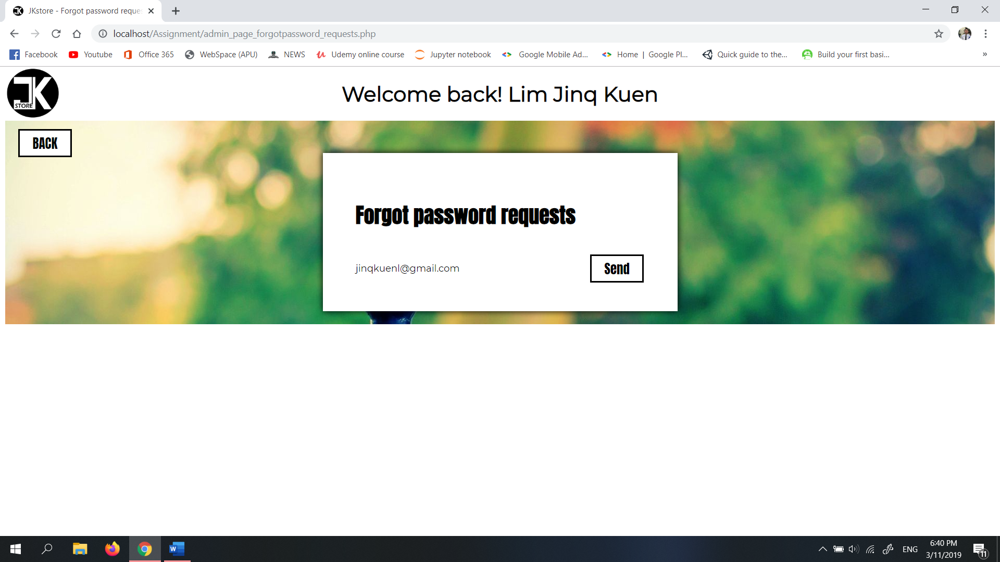 JKstore - Forgot password reque
localhost/Assignment/admin_page_forgotpassword_requests.php
Facebook Youtube Office 365 WebSpace (APU) NEWS Udemy online course Jupyter notebook Google Mobile Ad... Home | Google Pl... Quick guide to the... Build your first basi... »
JK
STORE
Welcome back! Lim Jinq Kuen
BACK
Forgot password requests
jinqkuenl@gmail.com Send
ENG
6:40 PM
3/11/2019
11